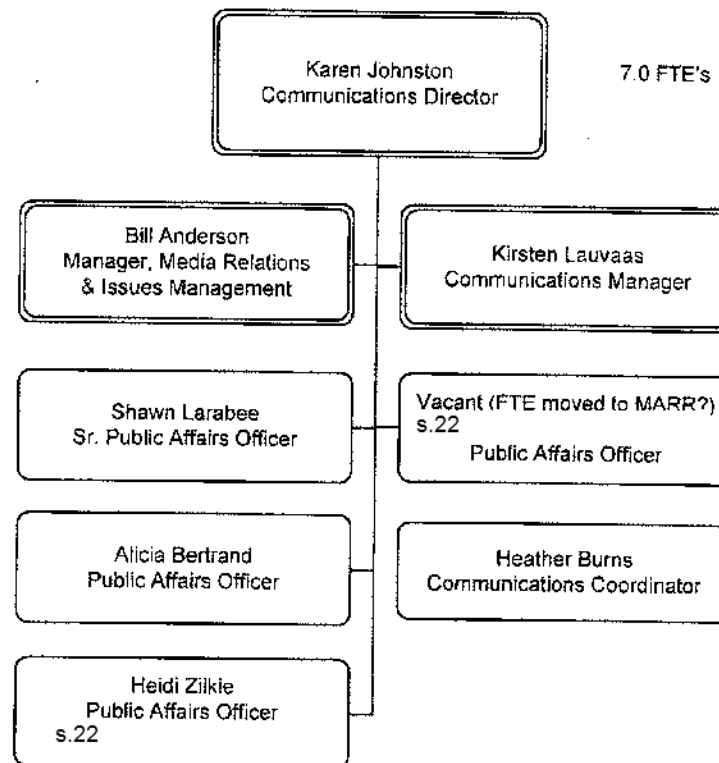 Karen Johnston
Communications Director
7.0 FTE's
Bill Anderson
Manager, Media Relations
& Issues Management
Kirsten Lauvaas
Communications Manager
Shawn Larabee
Sr. Public Affairs Officer
Vacant (FTE moved to MARR?)
s.22
Public Affairs Officer
Alicia Bertrand
Public Affairs Officer
Heather Burns
Communications Coordinator
Heidi Zilkie
Public Affairs Officer
s.22